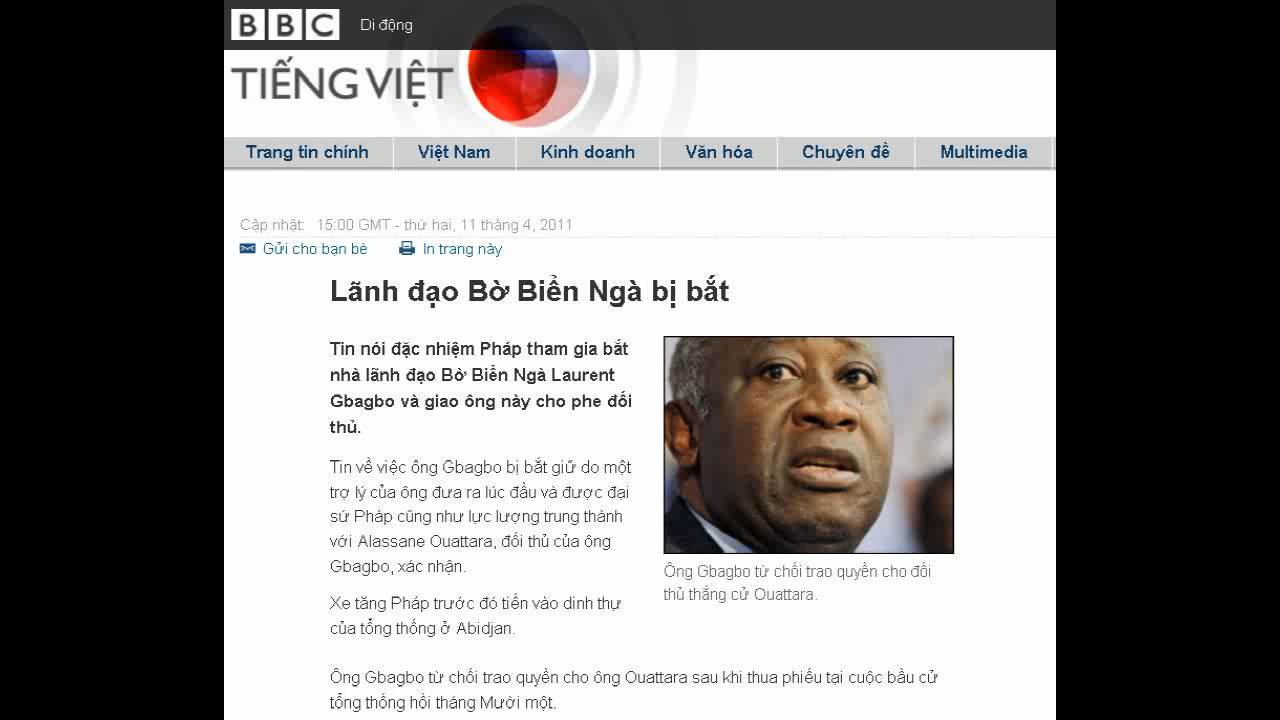 BBC Di động
TIẾNG VIỆT
Trang tin chính Việt Nam Kinh doanh Văn hóa Chuyên đề Multimedia
Cập nhật: 15:00 GMT - thứ hai, 11 tháng 4, 2011
Gửi cho bạn bè In trang này
Lãnh đạo Bờ Biển Ngà bị bắt
Tin nói đặc nhiệm Pháp tham gia bắt
nhà lãnh đạo Bờ Biển Ngà Laurent
Gbagbo và giao ông này cho phe đối
thủ.
Tin về việc ông Gbagbo bị bắt giữ do một
trợ lý của ông đưa ra lúc đầu và được đại
sứ Pháp cũng như lực lượng trung thành
với Alassane Ouattara, đối thủ của ông
Gbagbo, xác nhận.
Xe tăng Pháp trước đó tiến vào dinh thự
của tổng thống ở Abidjan.
Ông Gbagbo từ chối trao quyền cho đối
thủ thắng cử Ouattara.
Ông Gbagbo từ chối trao quyền cho ông Ouattara sau khi thua phiếu tại cuộc bầu cử
tổng thống hồi tháng Mười một.